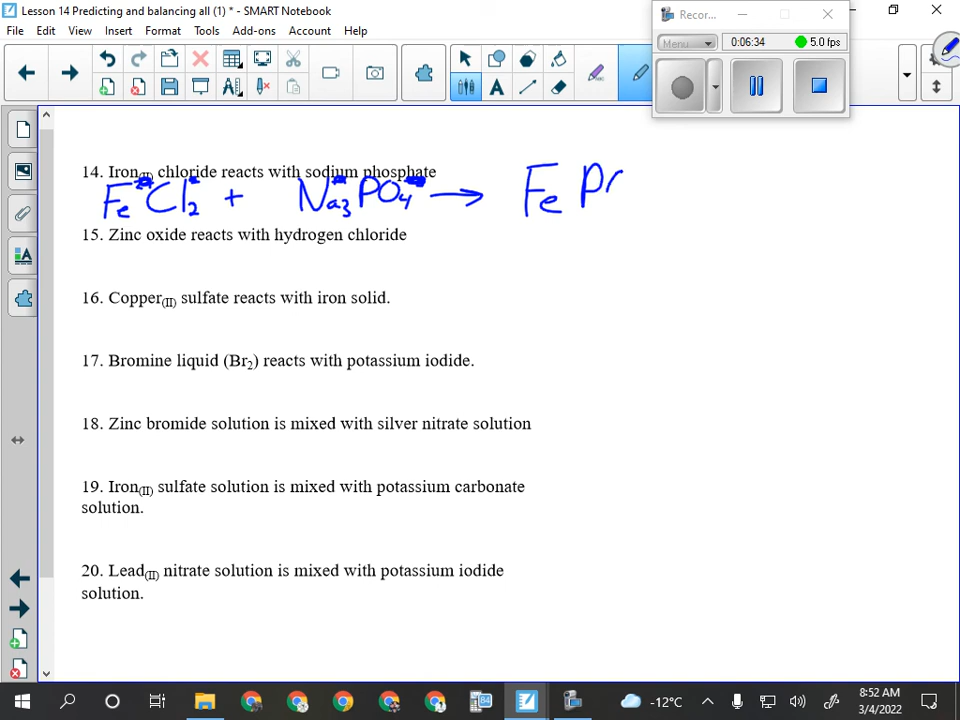 Lesson 14 Predicting and balancing all (1) * - SMART Notebook
Recor...
File Edit View Insert Format Tools Add-ons Account Help
Menu 0:06:34 5.0 fps
14. Iron(II) chloride reacts with sodium phosphate
FeCl2 + Na3PO4 → Fe
15. Zinc oxide reacts with hydrogen chloride
16. Copper(II) sulfate reacts with iron solid.
17. Bromine liquid (Br2) reacts with potassium iodide.
18. Zinc bromide solution is mixed with silver nitrate solution
19. Iron(II) sulfate solution is mixed with potassium carbonate
solution.
20. Lead(II) nitrate solution is mixed with potassium iodide
solution.
-12°C
8:52 AM
3/4/2022